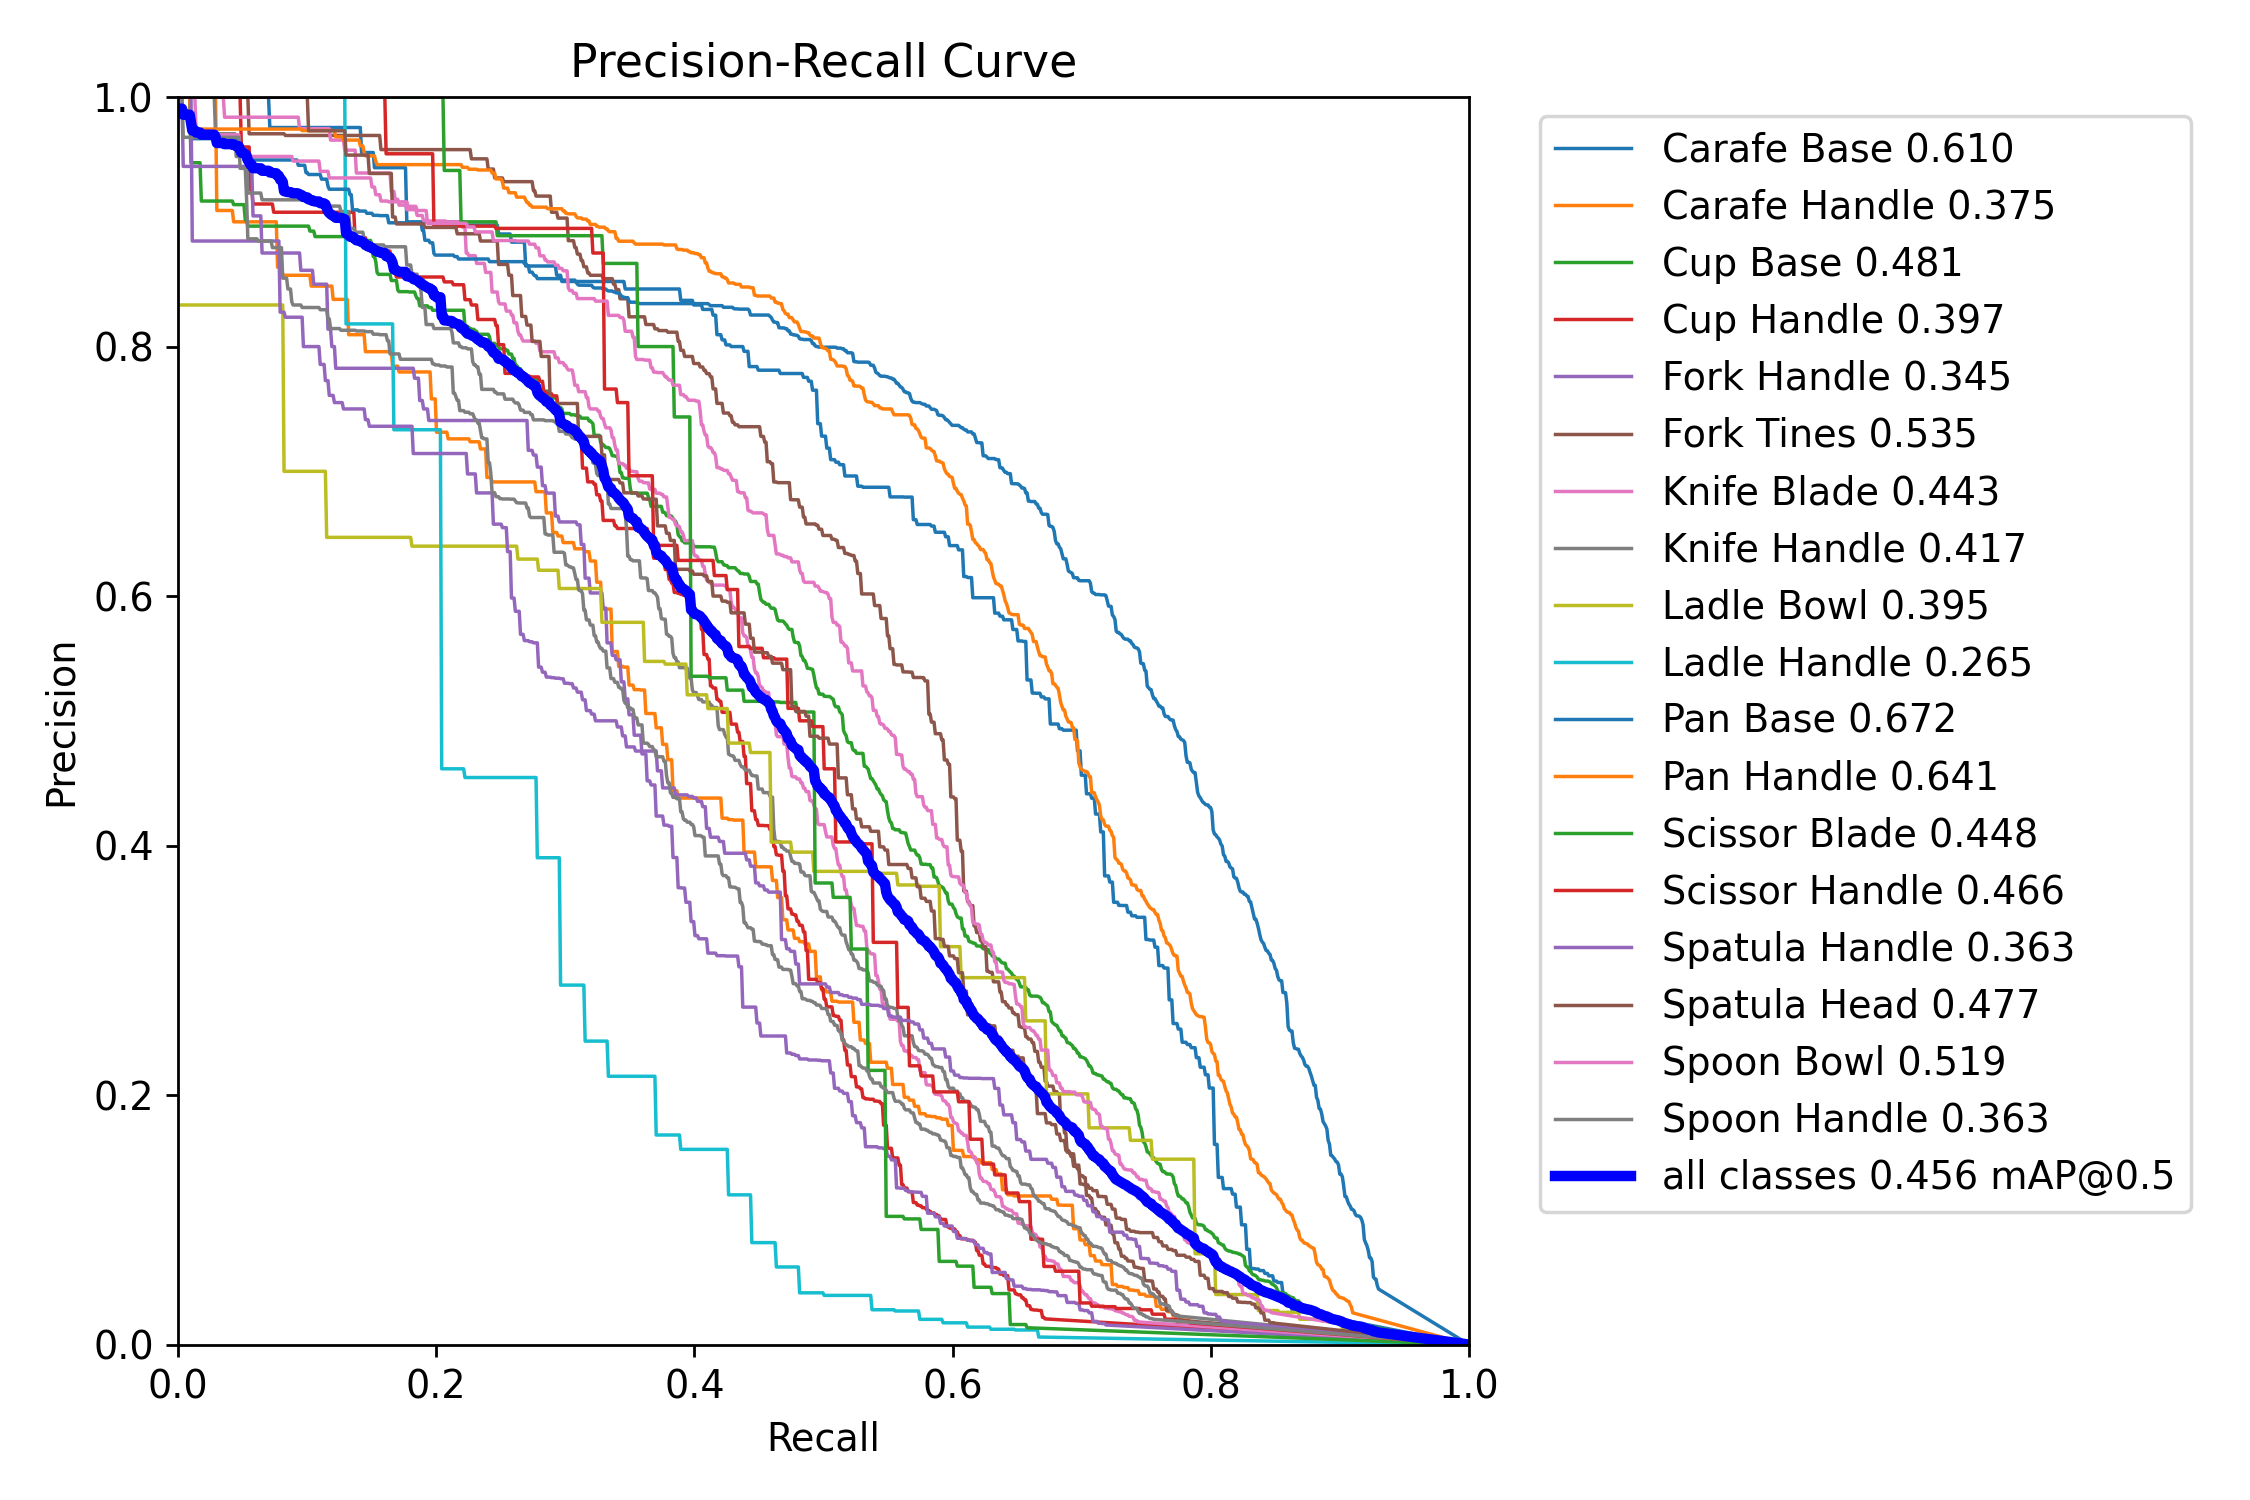 Precision-Recall Curve
1.0
0.8
0.6
0.4
0.2
0.0
Precision
0.0 0.2 0.4 0.6 0.8 1.0
Recall
Carafe Base 0.610
Carafe Handle 0.375
Cup Base 0.481
Cup Handle 0.397
Fork Handle 0.345
Fork Tines 0.535
Knife Blade 0.443
Knife Handle 0.417
Ladle Bowl 0.395
Ladle Handle 0.265
Pan Base 0.672
Pan Handle 0.641
Scissor Blade 0.448
Scissor Handle 0.466
Spatula Handle 0.363
Spatula Head 0.477
Spoon Bowl 0.519
Spoon Handle 0.363
all classes 0.456 mAP@0.5